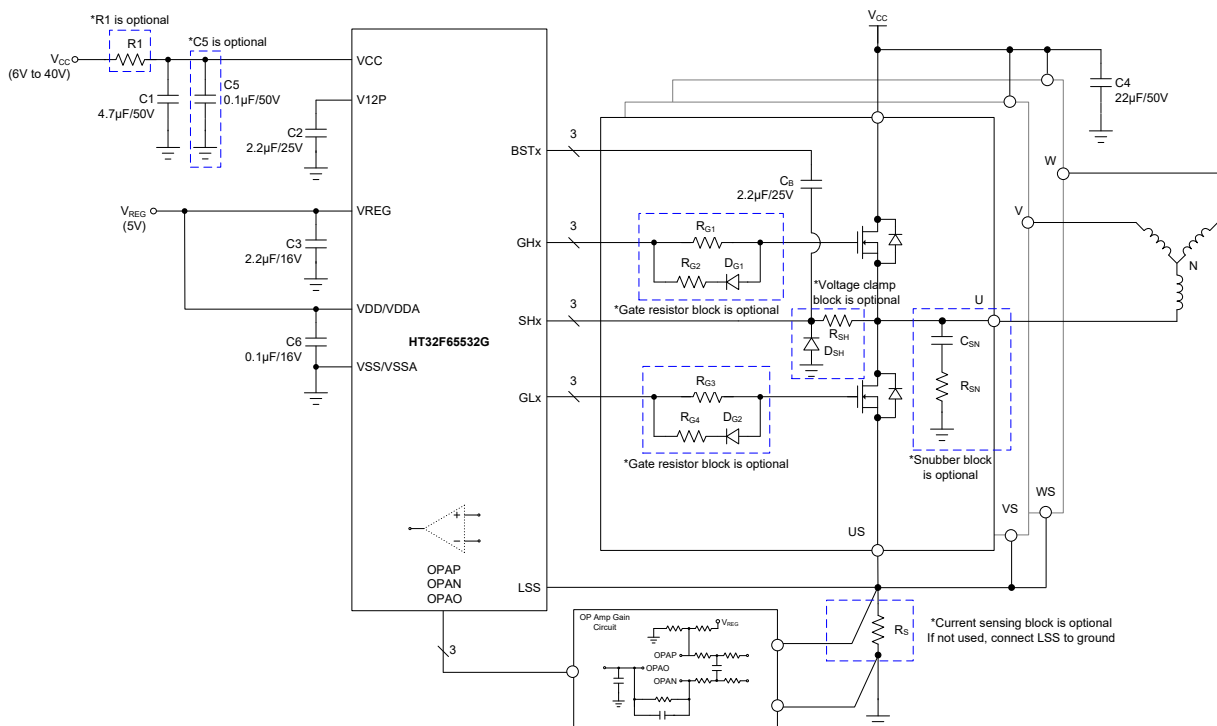 *R1 is optional
R1
*C5 is optional
VCC
(6V to 40V)
C1
4.7µF/50V
C5
0.1µF/50V
VCC
V12P
C2
2.2µF/25V
VREG
(5V)
VREG
C3
2.2µF/16V
VDD/VDDA
C6
0.1µF/16V
VSS/VSSA
HT32F65532G
BSTx
3
GHx
3
SHx
3
GLx
3
LSS
OPAP
OPAN
OPAO
3
VCC
C4
22µF/50V
CB
2.2µF/25V
RG1
RG2
DG1
*Gate resistor block is optional
*Voltage clamp
block is optional
RSH
DSH
RG3
RG4
DG2
*Gate resistor block is optional
CSN
RSN
*Snubber block
is optional
W
V
U
N
WS
VS
US
OP Amp Gain
Circuit
VREG
OPAP
OPAO
OPAN
RS
*Current sensing block is optional
If not used, connect LSS to ground